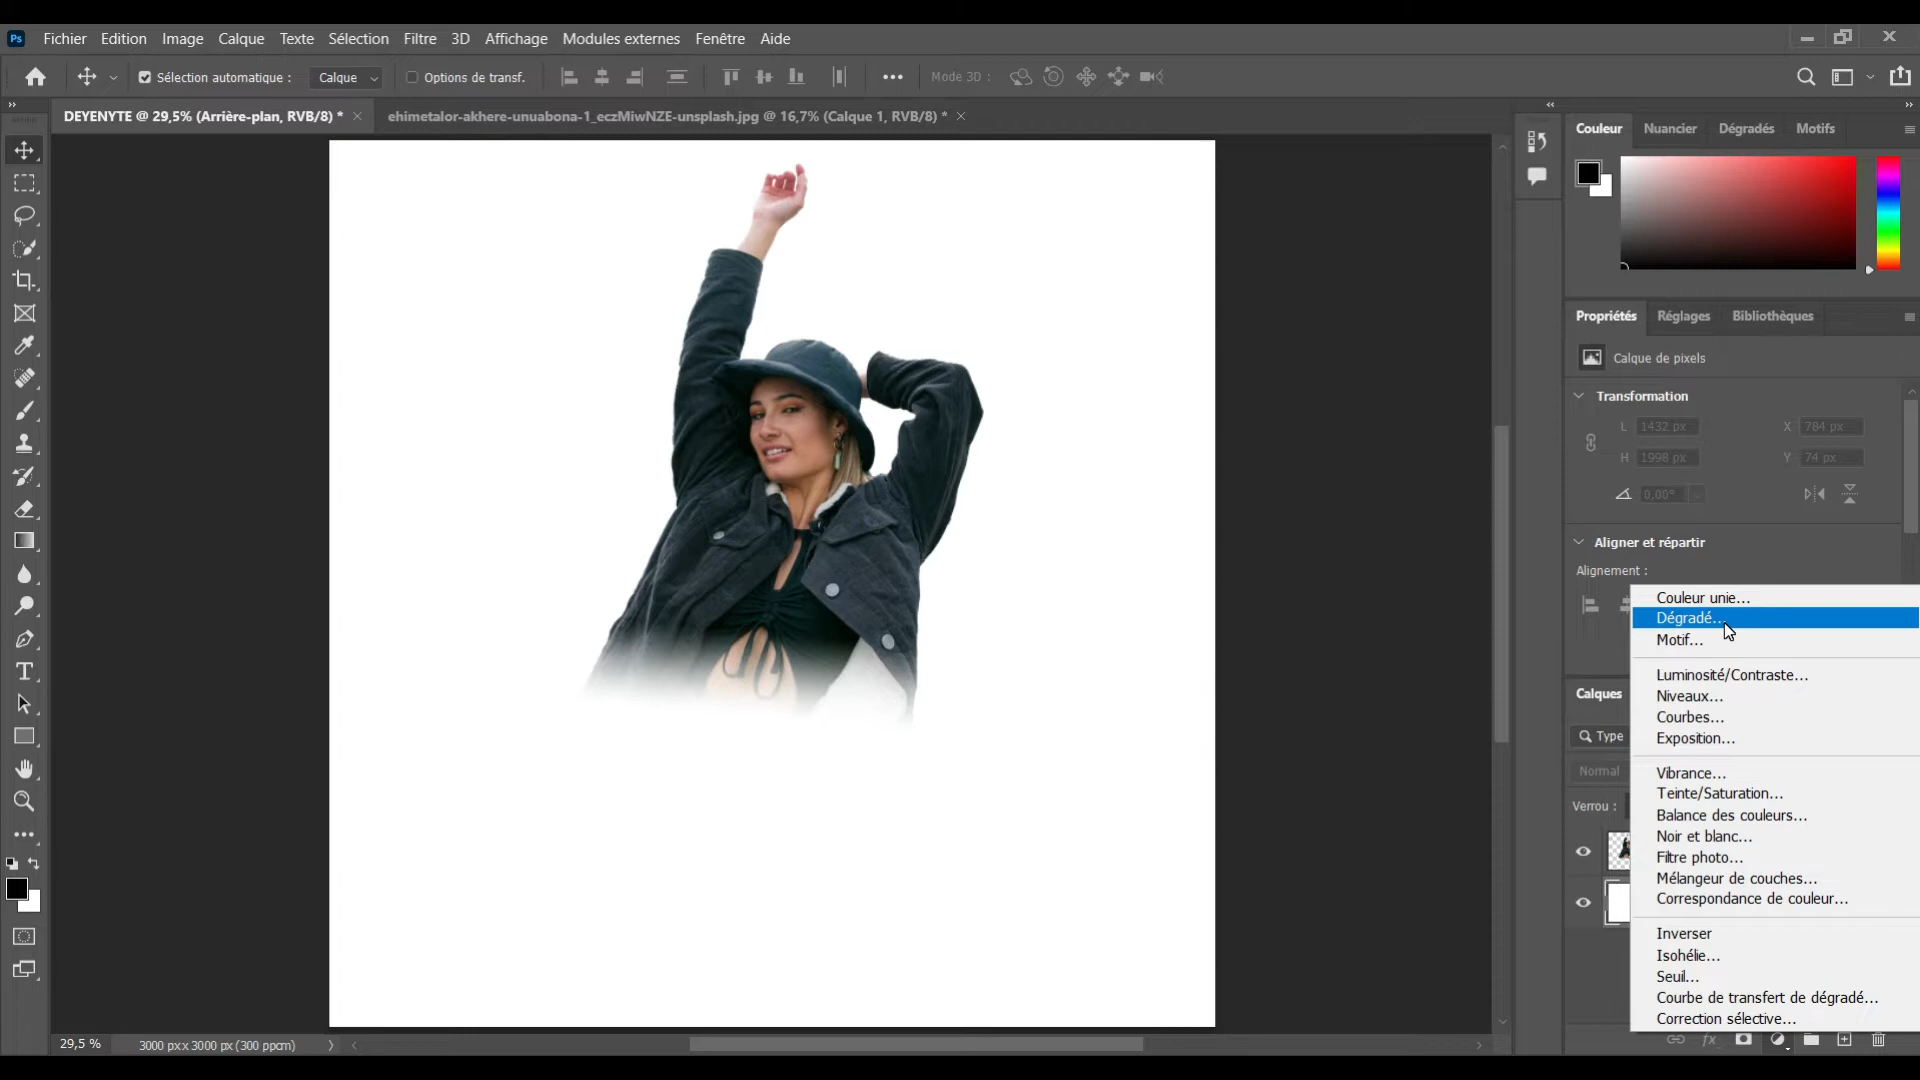 Ps Fichier Edition Image Calque Texte Sélection Filtre 3D Affichage Modules externes Fenêtre Aide
Sélection automatique : Calque Options de transf. Mode 3D :
DEYENYTE @ 29,5% (Arrière-plan, RVB/8) * ehimetalor-akhere-unuabona-1_eczMiwNZE-unsplash.jpg @ 16,7% (Calque 1, RVB/8) *
Couleur Nuancier Dégradés Motifs
Propriétés Réglages Bibliothèques
Calque de pixels
Transformation
L 1432 px X 784 px
H 1998 px Y 74 px
0,00°
Aligner et répartir
Alignement :
Couleur unie...
Dégradé...
Motif...
Luminosité/Contraste...
Niveaux...
Courbes...
Exposition...
Vibrance...
Teinte/Saturation...
Balance des couleurs...
Noir et blanc...
Filtre photo...
Mélangeur de couches...
Correspondance de couleur...
Inverser
Isohélie...
Seuil...
Courbe de transfert de dégradé...
Correction sélective...
Calques
Type
Normal
Verrou :
fx
29,5 % 3000 px x 3000 px (300 ppcm)